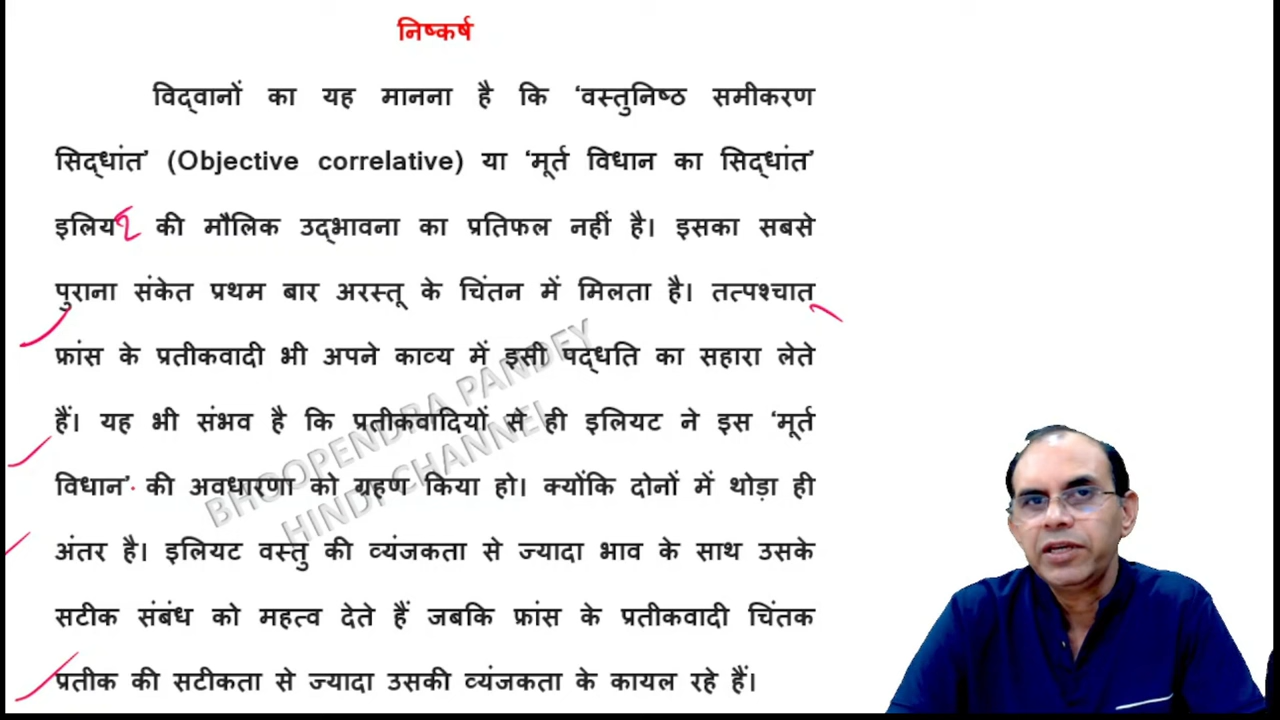 निष्कर्ष
विद्वानों का यह मानना है कि ‘वस्तुनिष्ठ समीकरण
सिद्धांत’ (Objective correlative) या ‘मूर्त विधान का सिद्धांत’
इलियट की मौलिक उद्भावना का प्रतिफल नहीं है। इसका सबसे
पुराना संकेत प्रथम बार अरस्तू के चिंतन में मिलता है। तत्पश्चात
फ्रांस के प्रतीकवादी भी अपने काव्य में इसी पद्धति का सहारा लेते
हैं। यह भी संभव है कि प्रतीकवादियों से ही इलियट ने इस ‘मूर्त
विधान’ की अवधारणा को ग्रहण किया हो। क्योंकि दोनों में थोड़ा ही
अंतर है। इलियट वस्तु की व्यंजकता से ज्यादा भाव के साथ उसके
सटीक संबंध को महत्व देते हैं जबकि फ्रांस के प्रतीकवादी चिंतक
प्रतीक की सटीकता से ज्यादा उसकी व्यंजकता के कायल रहे हैं।
BHOOPENDRA PANDEY
HINDI CHANNEL